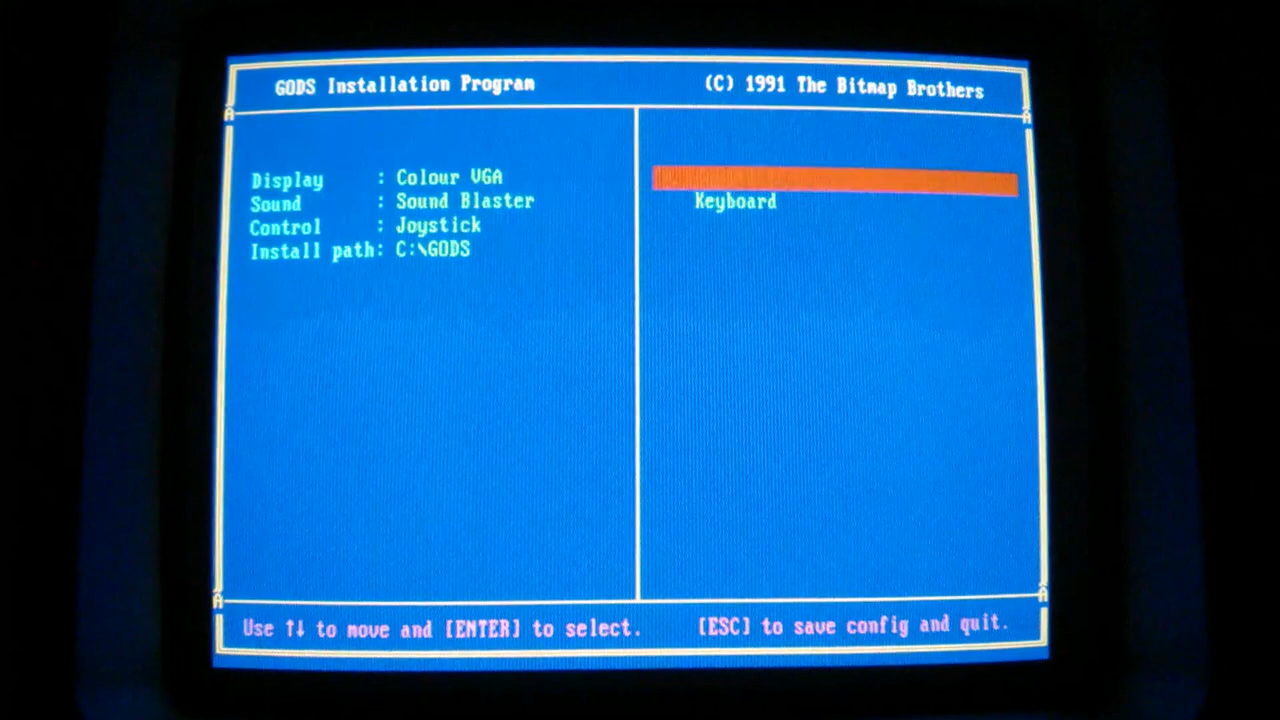 GODS Installation Program
(C) 1991 The Bitmap Brothers
Display : Colour VGA
Sound : Sound Blaster
Control : Joystick
Install path: C:\GODS
Keyboard
Use ↑↓ to move and [ENTER] to select.
[ESC] to save config and quit.